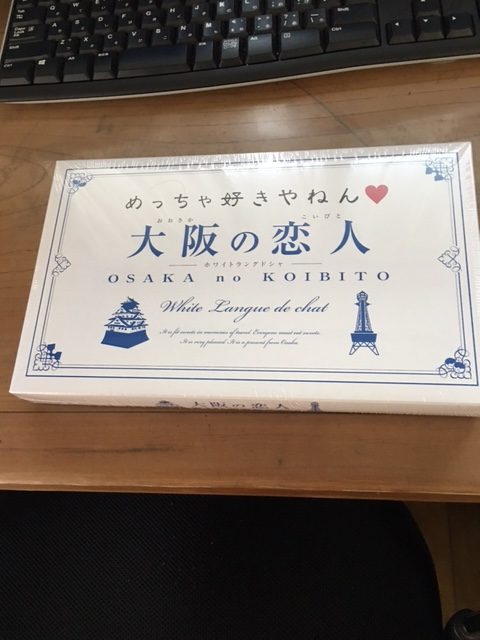 めっちゃ好きやねん♥
おおさか こいびと
大阪の恋人
ホワイトラングドシャ
OSAKA no KOIBITO
White Langue de chat
It is fit sweets in memories of travel. Everyone must eat sweets.
It is very pleased. It is a present from Osaka.
大阪の恋人